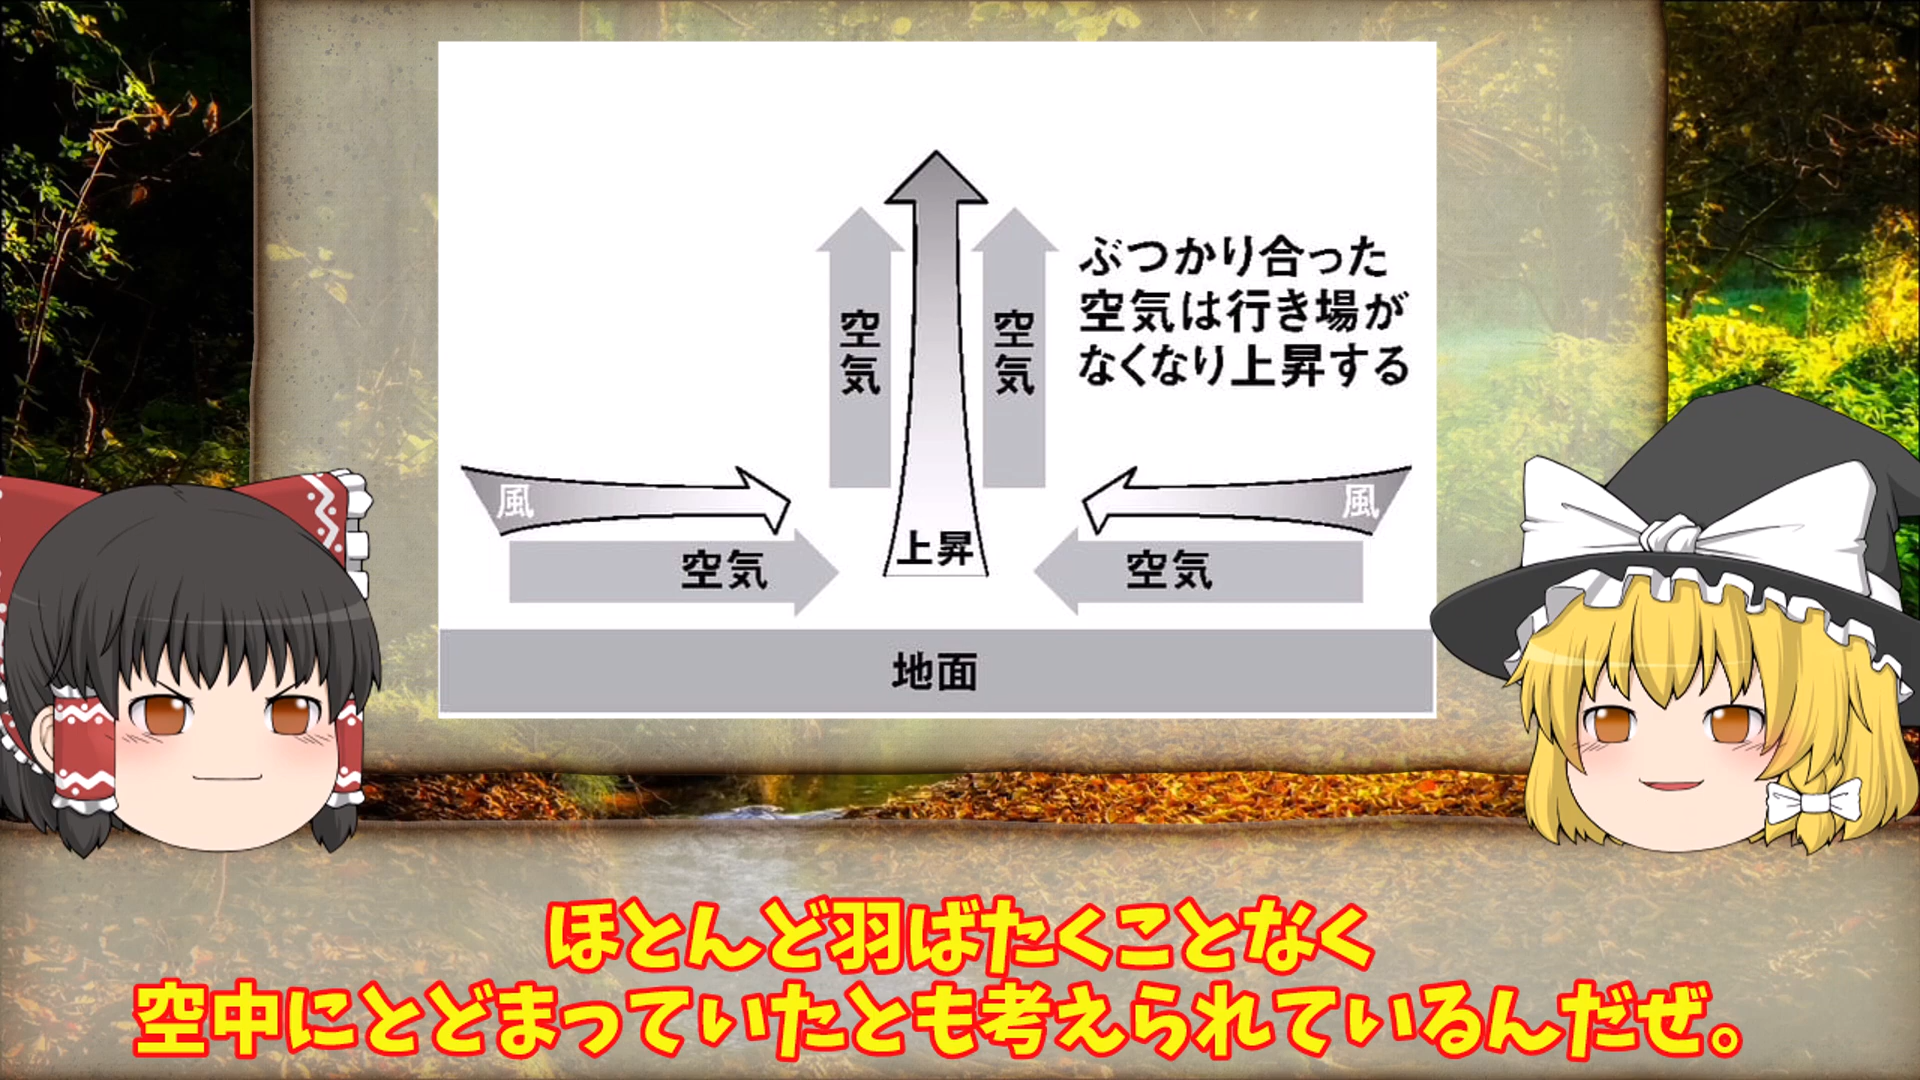 ぶつかり合った
空気は行き場が
なくなり上昇する
空気
空気
風
風
上昇
空気
空気
地面
ほとんど羽ばたくことなく
空中にとどまっていたとも考えられているんだぜ。